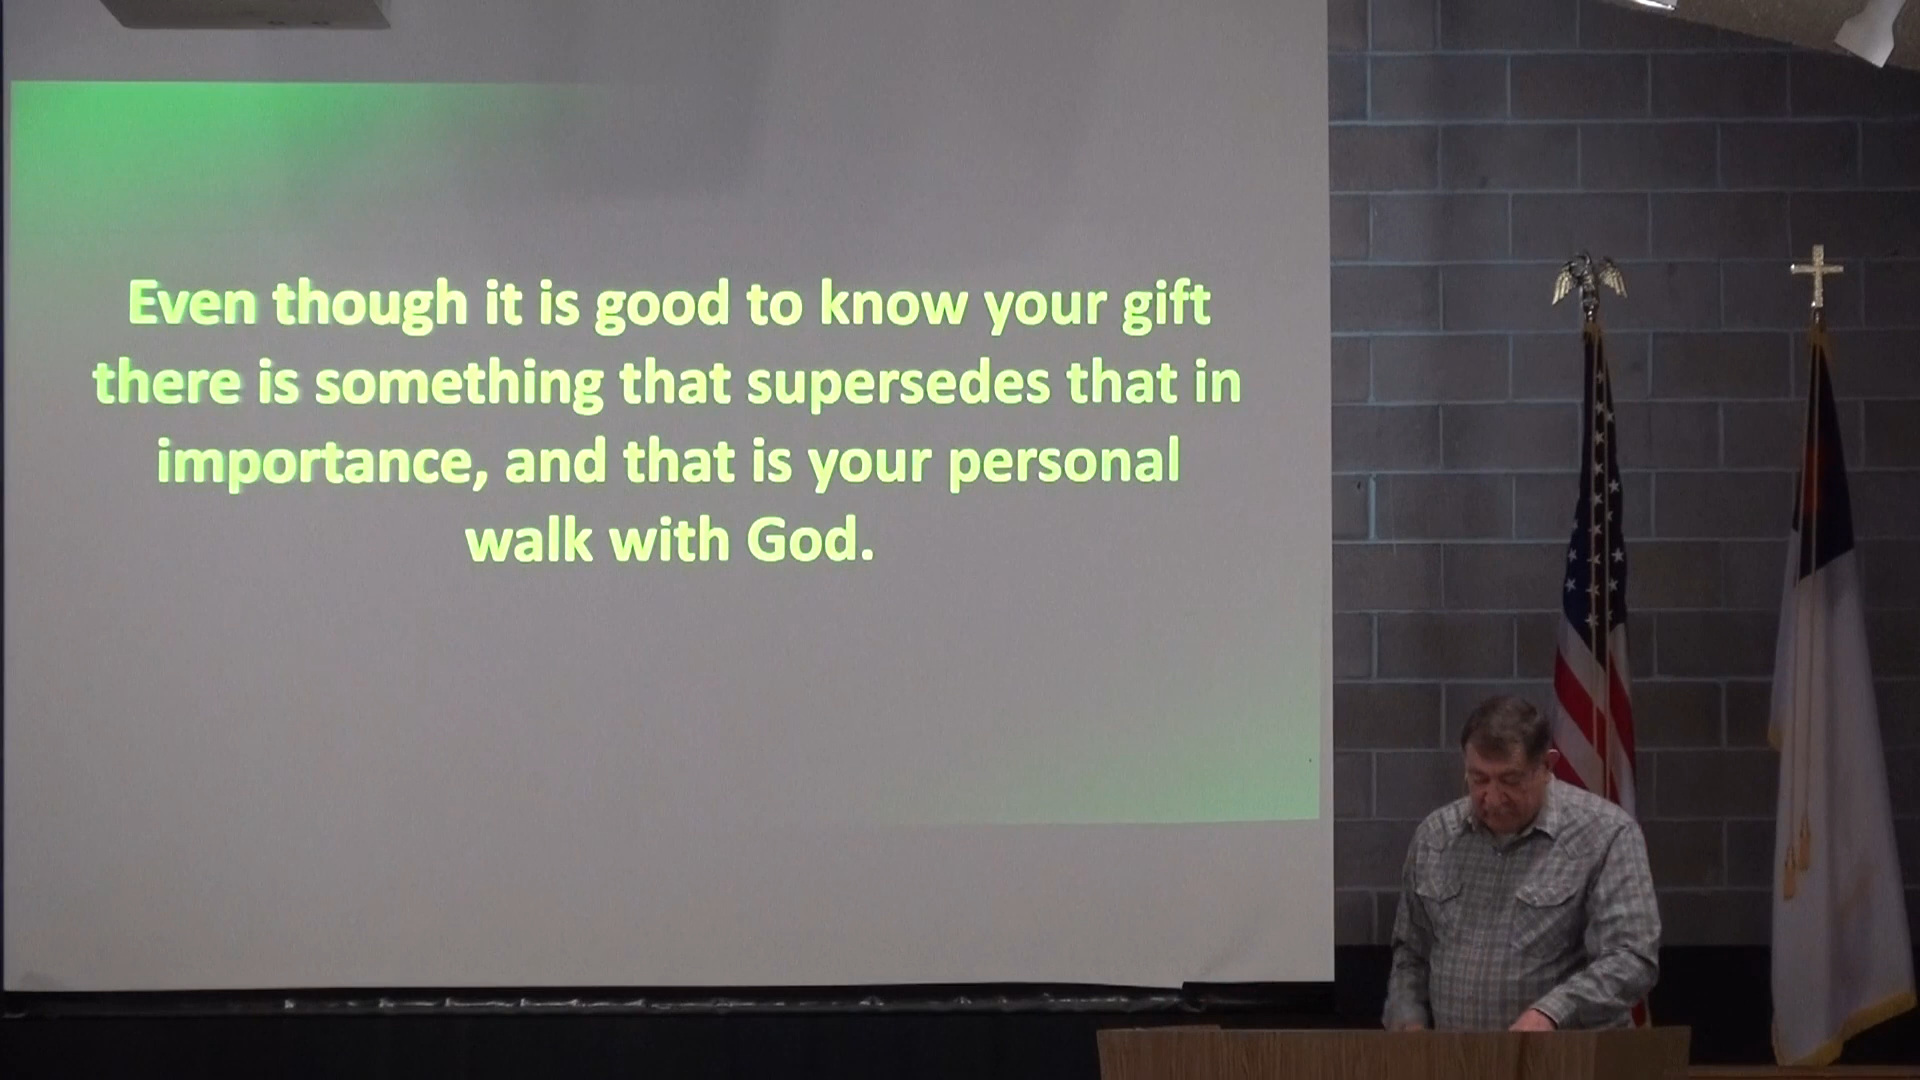 Even though it is good to know your gift
there is something that supersedes that in
importance, and that is your personal
walk with God.